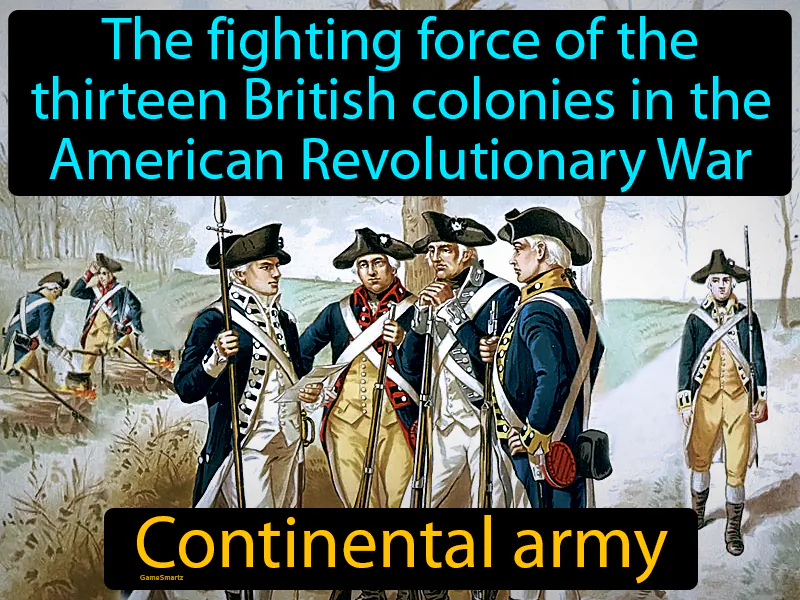 The fighting force of the
thirteen British colonies in the
American Revolutionary War
Continental army
GameSmartz